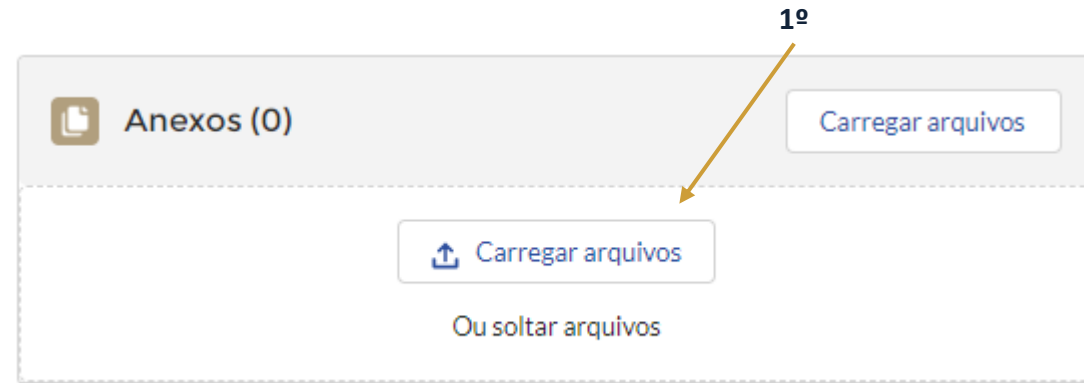 1º
Anexos (0)
Carregar arquivos
Carregar arquivos
Ou soltar arquivos